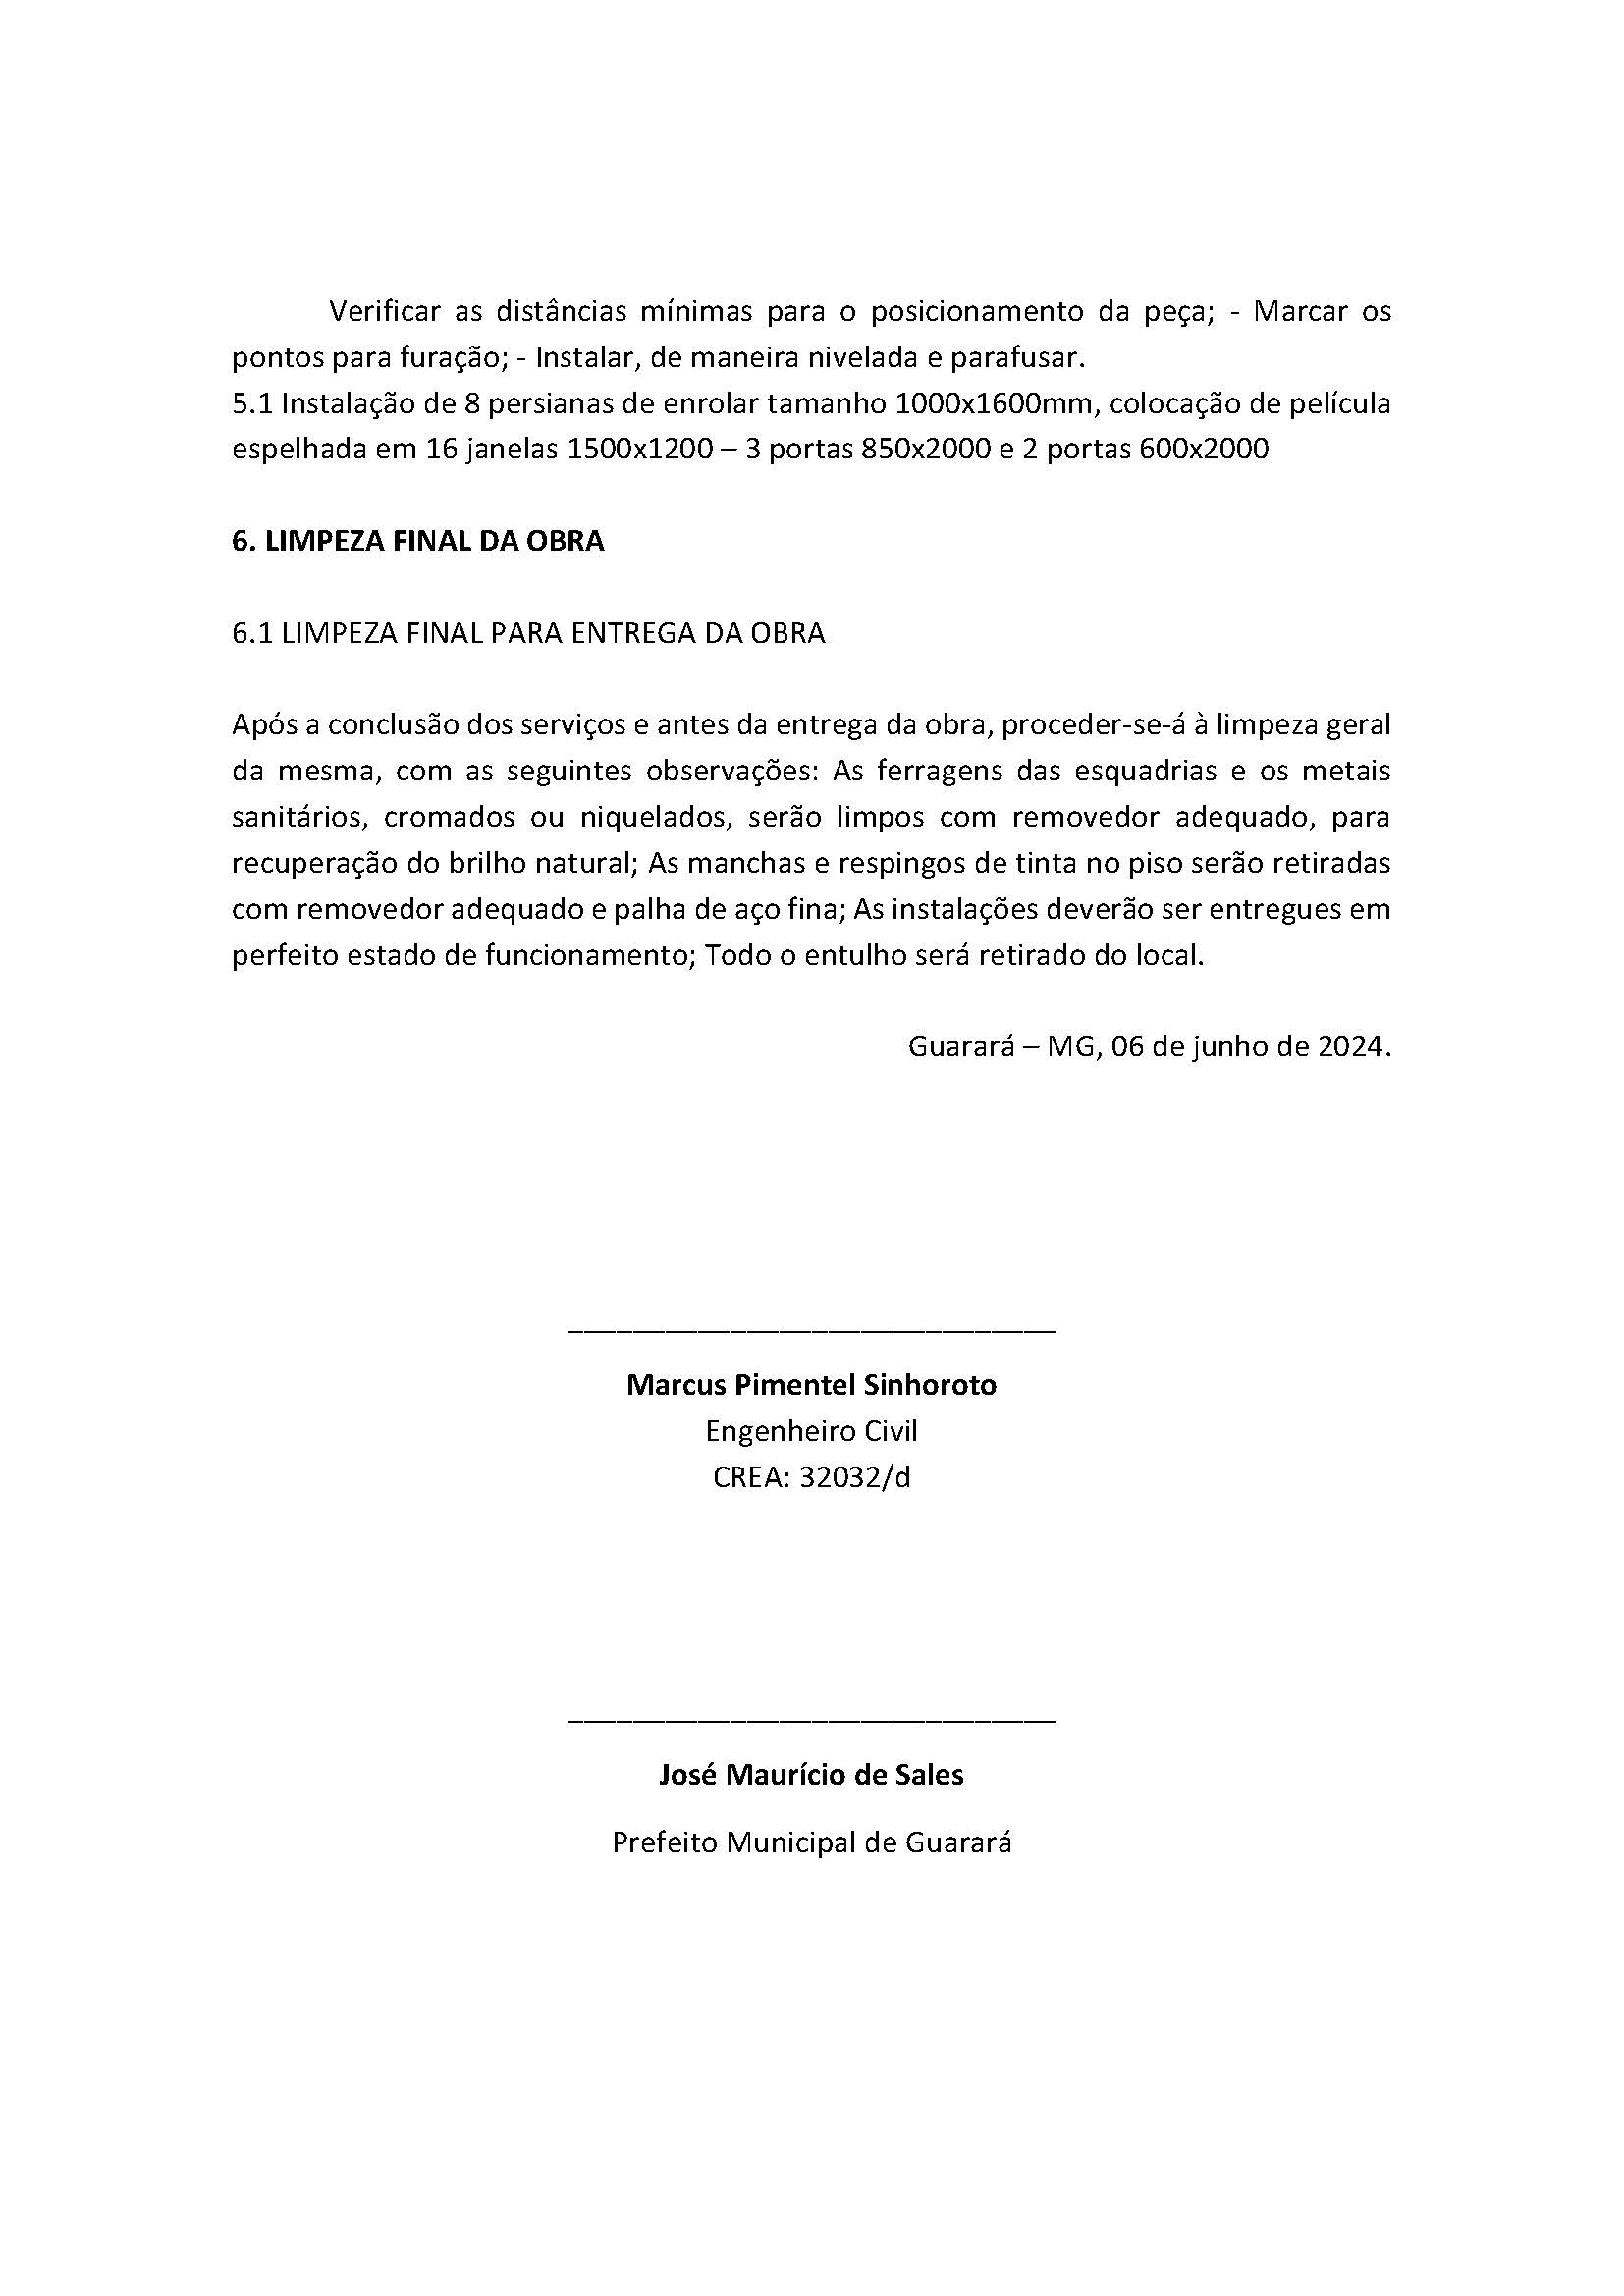 Verificar as distâncias mínimas para o posicionamento da peça; - Marcar os
pontos para furação; - Instalar, de maneira nivelada e parafusar.
5.1 Instalação de 8 persianas de enrolar tamanho 1000x1600mm, colocação de película
espelhada em 16 janelas 1500x1200 – 3 portas 850x2000 e 2 portas 600x2000
6. LIMPEZA FINAL DA OBRA
6.1 LIMPEZA FINAL PARA ENTREGA DA OBRA
Após a conclusão dos serviços e antes da entrega da obra, proceder-se-á à limpeza geral
da mesma, com as seguintes observações: As ferragens das esquadrias e os metais
sanitários, cromados ou niquelados, serão limpos com removedor adequado, para
recuperação do brilho natural; As manchas e respingos de tinta no piso serão retiradas
com removedor adequado e palha de aço fina; As instalações deverão ser entregues em
perfeito estado de funcionamento; Todo o entulho será retirado do local.
Guarará – MG, 06 de junho de 2024.
______________________________
Marcus Pimentel Sinhoroto
Engenheiro Civil
CREA: 32032/d
______________________________
José Maurício de Sales
Prefeito Municipal de Guarará